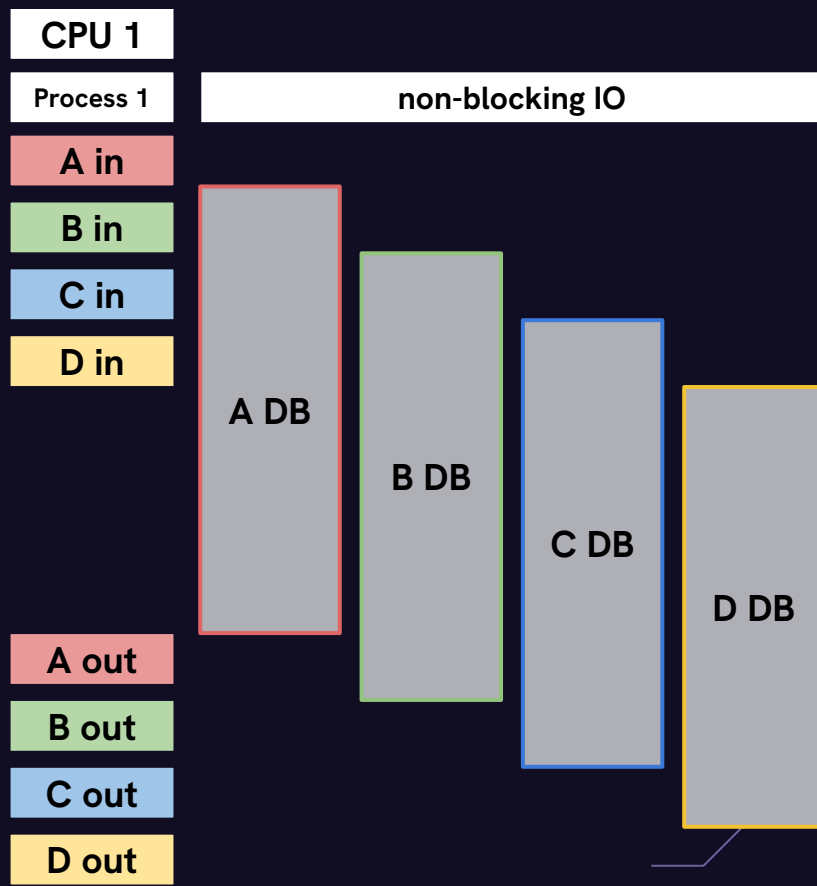 CPU 1
Process 1
non-blocking IO
A in
B in
C in
D in
A DB
B DB
C DB
D DB
A out
B out
C out
D out